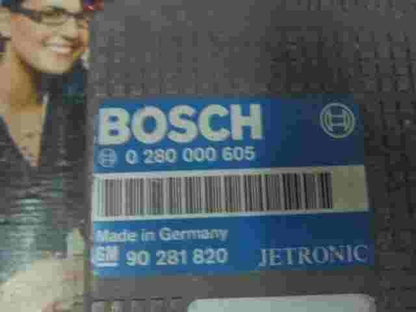 BOSCH
0 280 000 605
Made in Germany
GM 90 281 820 JETRONIC